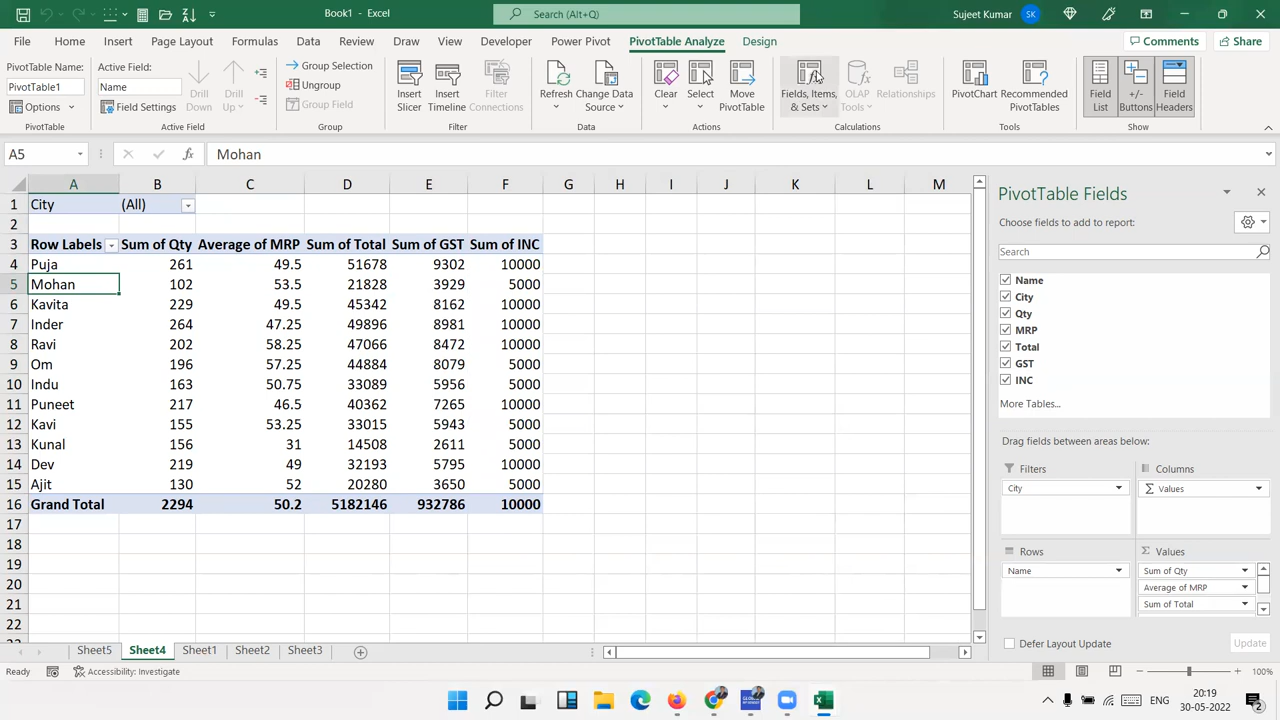 Book1 - Excel
Search (Alt+Q)
Sujeet Kumar SK
File Home Insert Page Layout Formulas Data Review Draw View Developer Power Pivot PivotTable Analyze Design Comments Share
PivotTable Name:
PivotTable1
Options
PivotTable
Active Field:
Name
Field Settings
Drill Down
Drill Up
Active Field
Group Selection
Ungroup
Group Field
Group
Insert Slicer
Insert Timeline
Filter Connections
Filter
Refresh
Change Data Source
Data
Clear
Select
Move PivotTable
Actions
Fields, Items, & Sets
OLAP Tools
Relationships
Calculations
PivotChart
Recommended PivotTables
Tools
Field List
+/- Buttons
Field Headers
Show
A5 fx Mohan
A B C D E F G H I J K L M
1 City (All)
2
3 Row Labels Sum of Qty Average of MRP Sum of Total Sum of GST Sum of INC
4 Puja 261 49.5 51678 9302 10000
5 Mohan 102 53.5 21828 3929 5000
6 Kavita 229 49.5 45342 8162 10000
7 Inder 264 47.25 49896 8981 10000
8 Ravi 202 58.25 47066 8472 10000
9 Om 196 57.25 44884 8079 5000
10 Indu 163 50.75 33089 5956 5000
11 Puneet 217 46.5 40362 7265 10000
12 Kavi 155 53.25 33015 5943 5000
13 Kunal 156 31 14508 2611 5000
14 Dev 219 49 32193 5795 10000
15 Ajit 130 52 20280 3650 5000
16 Grand Total 2294 50.2 5182146 932786 10000
17
18
19
20
21
22
PivotTable Fields
Choose fields to add to report:
Search
Name
City
Qty
MRP
Total
GST
INC
More Tables...
Drag fields between areas below:
Filters
City
Columns
Σ Values
Rows
Name
Σ Values
Sum of Qty
Average of MRP
Sum of Total
Defer Layout Update Update
Sheet5 Sheet4 Sheet1 Sheet2 Sheet3
Ready Accessibility: Investigate 100%
ENG
20:19
30-05-2022
2